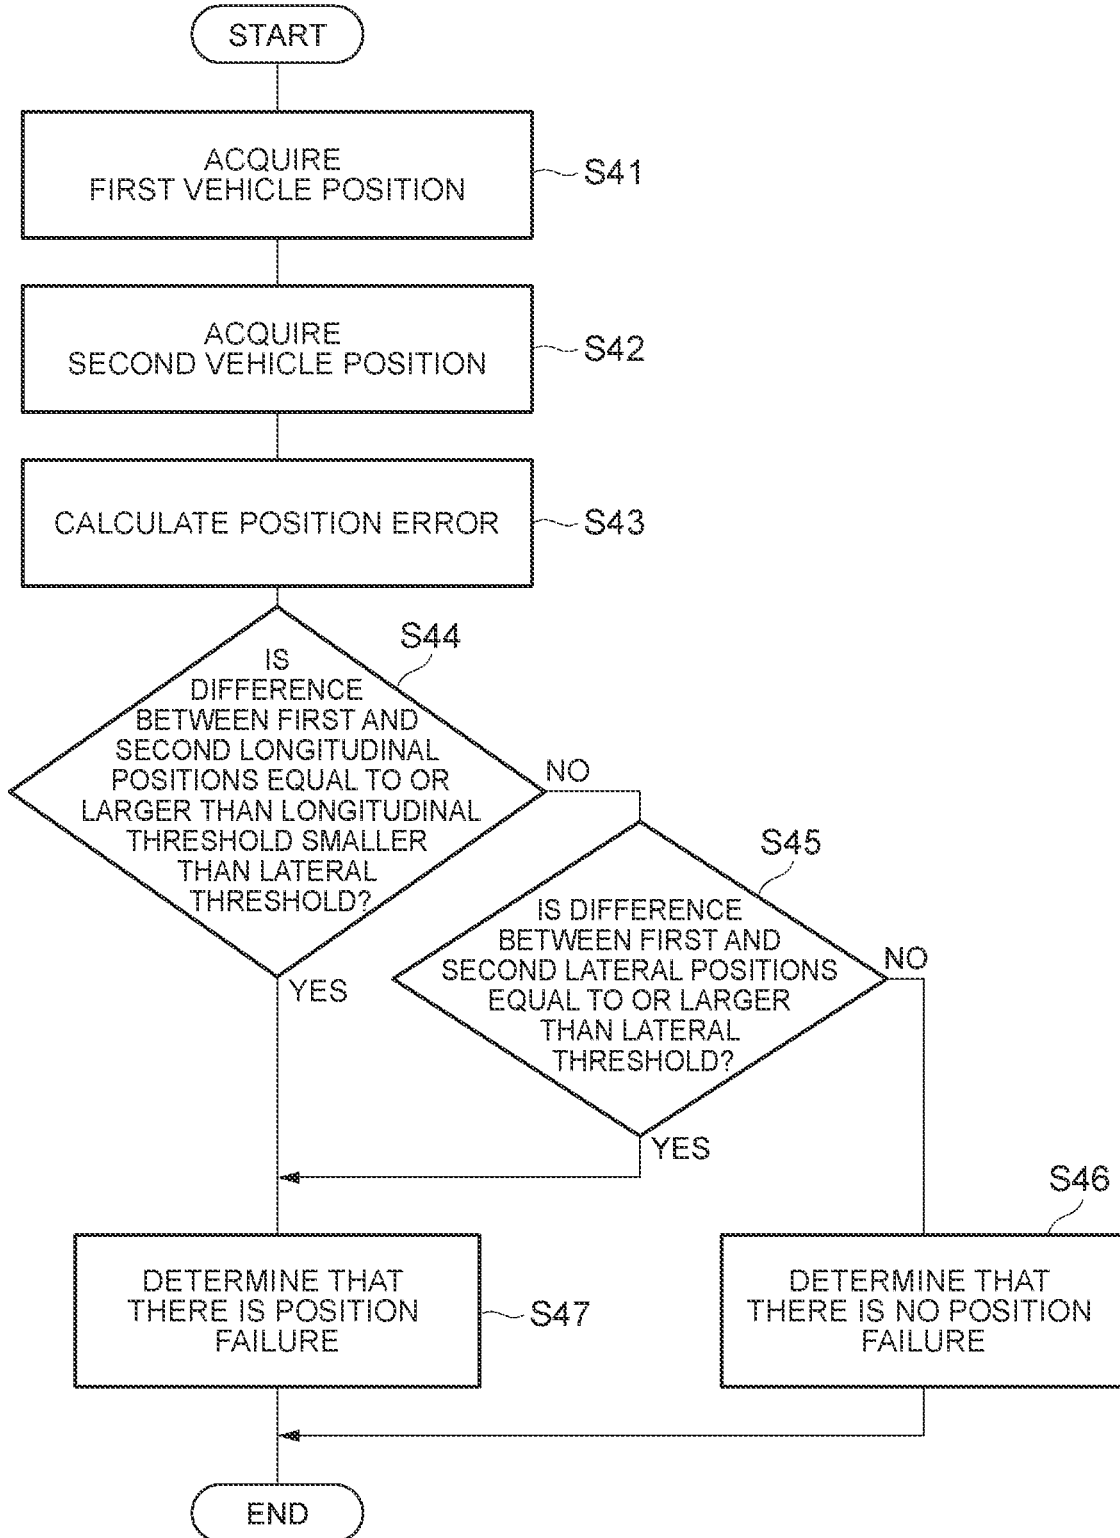 START
ACQUIRE
FIRST VEHICLE POSITION
S41
ACQUIRE
SECOND VEHICLE POSITION
S42
CALCULATE POSITION ERROR
S43
S44
IS
DIFFERENCE
BETWEEN FIRST AND
SECOND LONGITUDINAL
POSITIONS EQUAL TO OR
LARGER THAN LONGITUDINAL
THRESHOLD SMALLER
THAN LATERAL
THRESHOLD?
NO
YES
S45
IS DIFFERENCE
BETWEEN FIRST AND
SECOND LATERAL POSITIONS
EQUAL TO OR LARGER
THAN LATERAL
THRESHOLD?
NO
YES
S46
DETERMINE THAT
THERE IS POSITION
FAILURE
S47
DETERMINE THAT
THERE IS NO POSITION
FAILURE
END